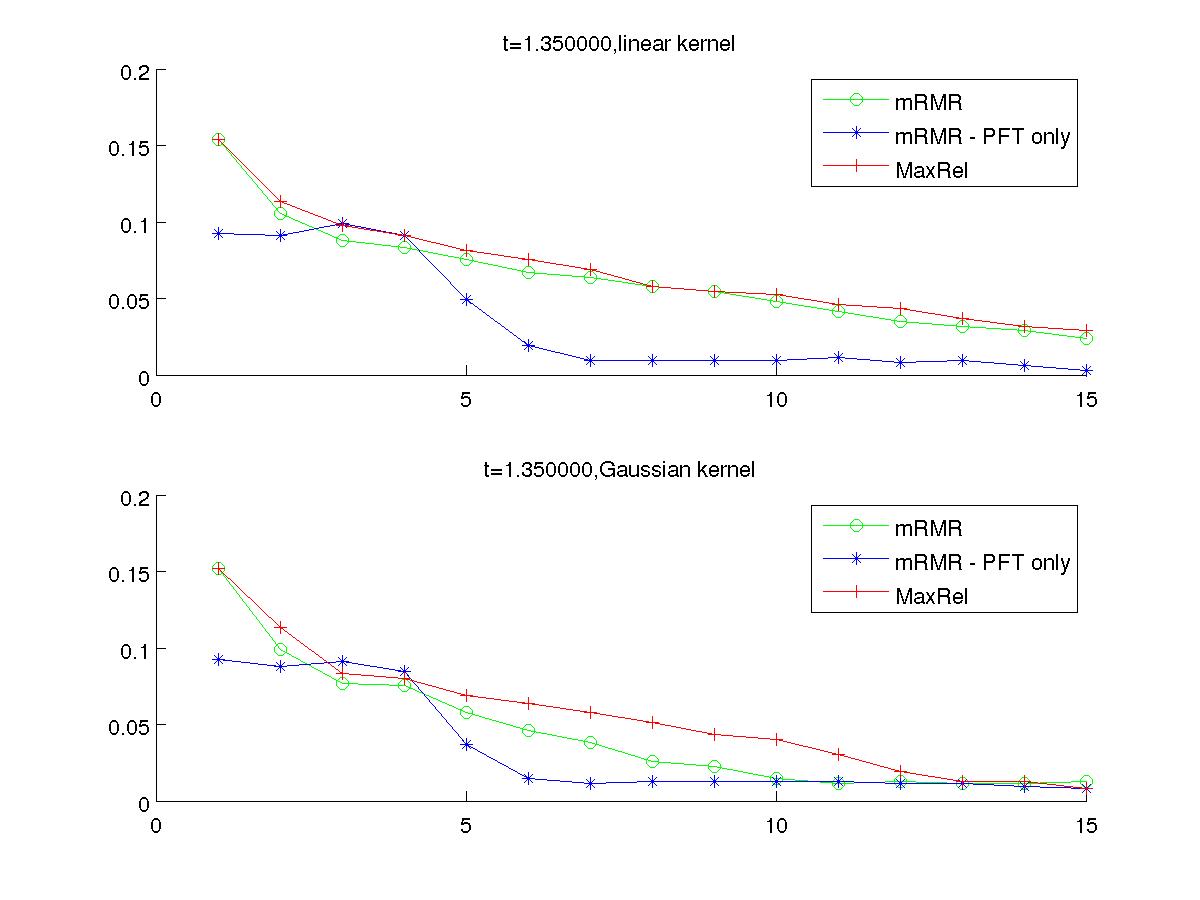 t=1.350000,linear kernel
0.2
0.15
0.1
0.05
0
0 5 10 15
mRMR
mRMR - PFT only
MaxRel
t=1.350000,Gaussian kernel
0.2
0.15
0.1
0.05
0
0 5 10 15
mRMR
mRMR - PFT only
MaxRel